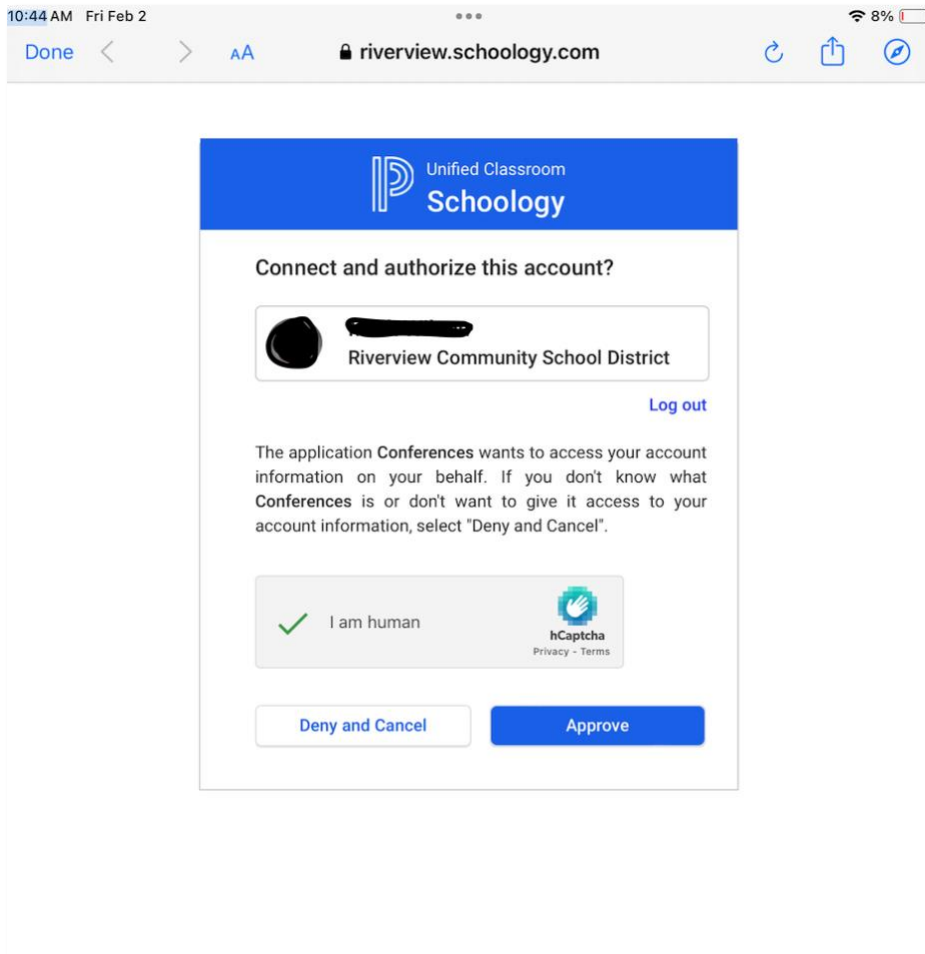 10:44 AM Fri Feb 2 8%
Done AA riverview.schoology.com
Unified Classroom
Schoology
Connect and authorize this account?
Riverview Community School District
Log out
The application Conferences wants to access your account
information on your behalf. If you don't know what
Conferences is or don't want to give it access to your
account information, select "Deny and Cancel".
I am human
hCaptcha
Privacy - Terms
Deny and Cancel Approve